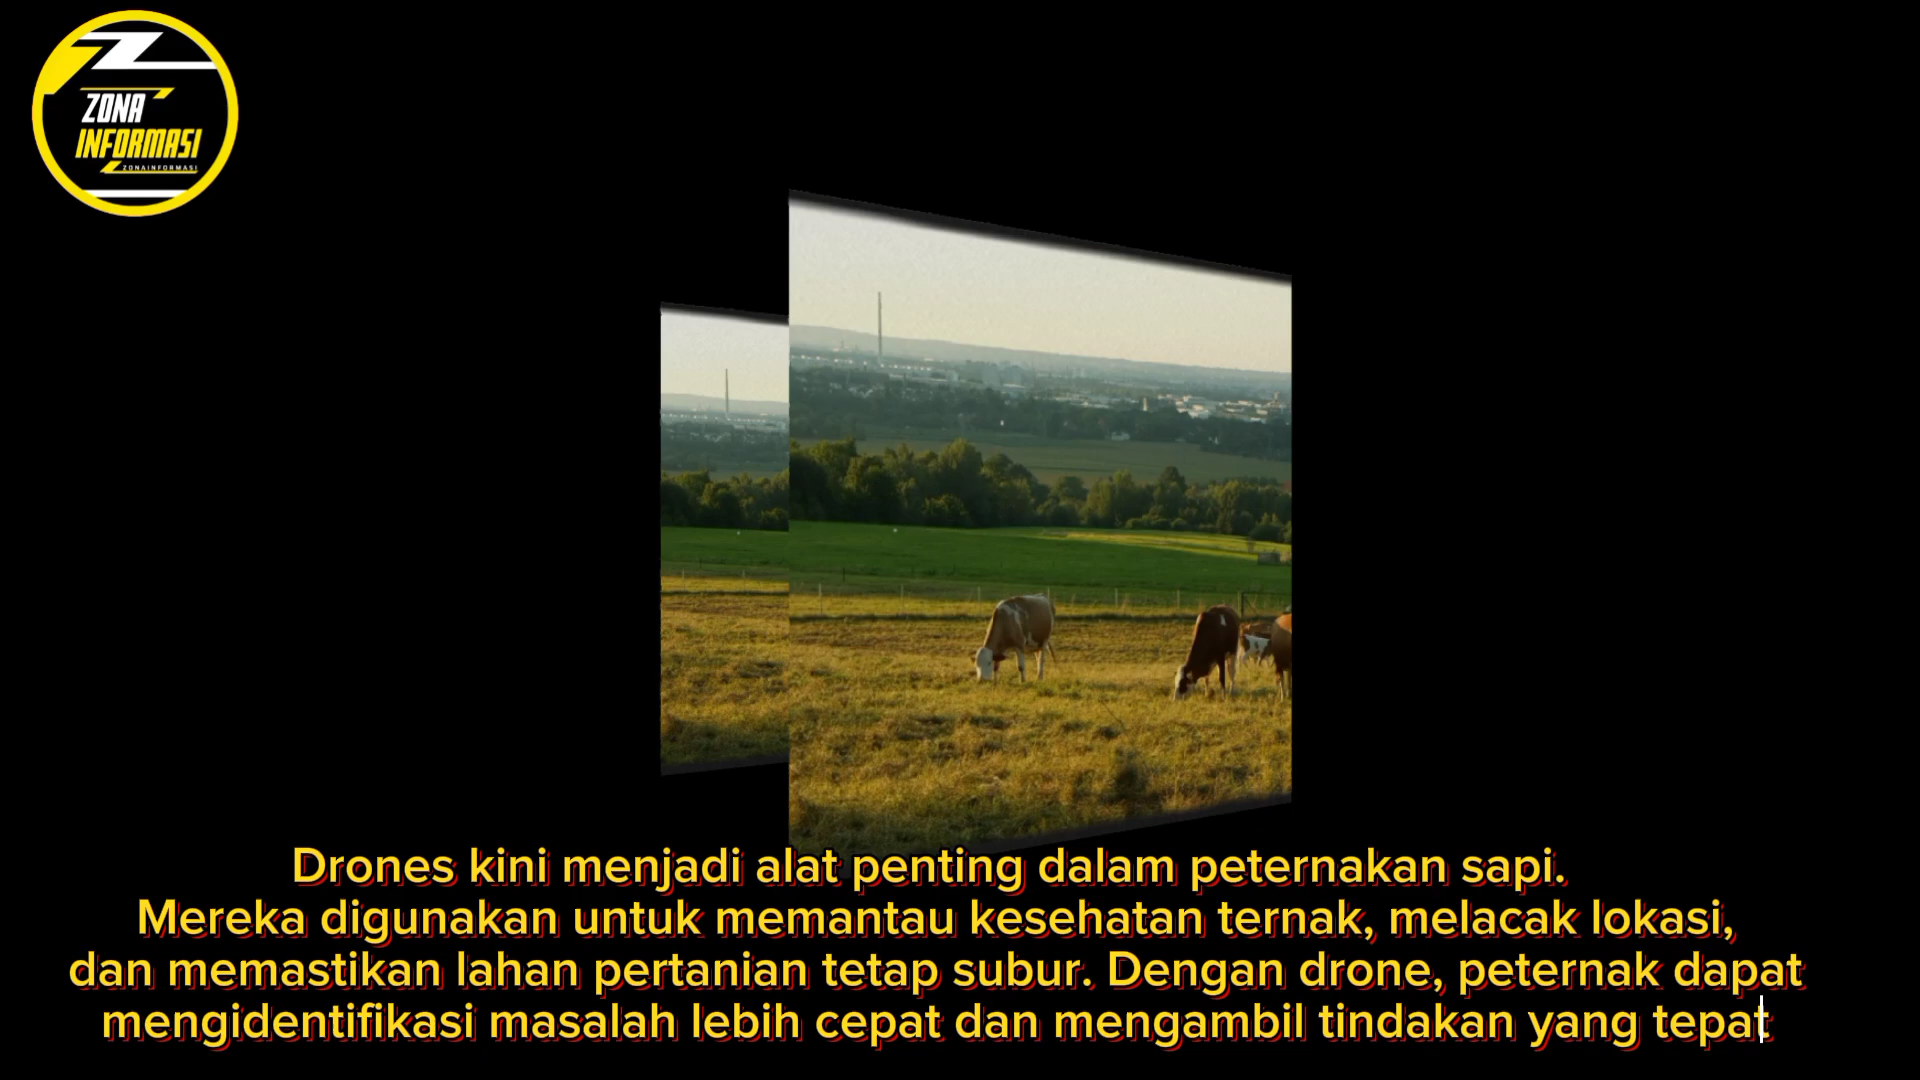 ZONA
INFORMASI
ZONAINFORMASI
Drones kini menjadi alat penting dalam peternakan sapi.
Mereka digunakan untuk memantau kesehatan ternak, melacak lokasi,
dan memastikan lahan pertanian tetap subur. Dengan drone, peternak dapat
mengidentifikasi masalah lebih cepat dan mengambil tindakan yang tepat